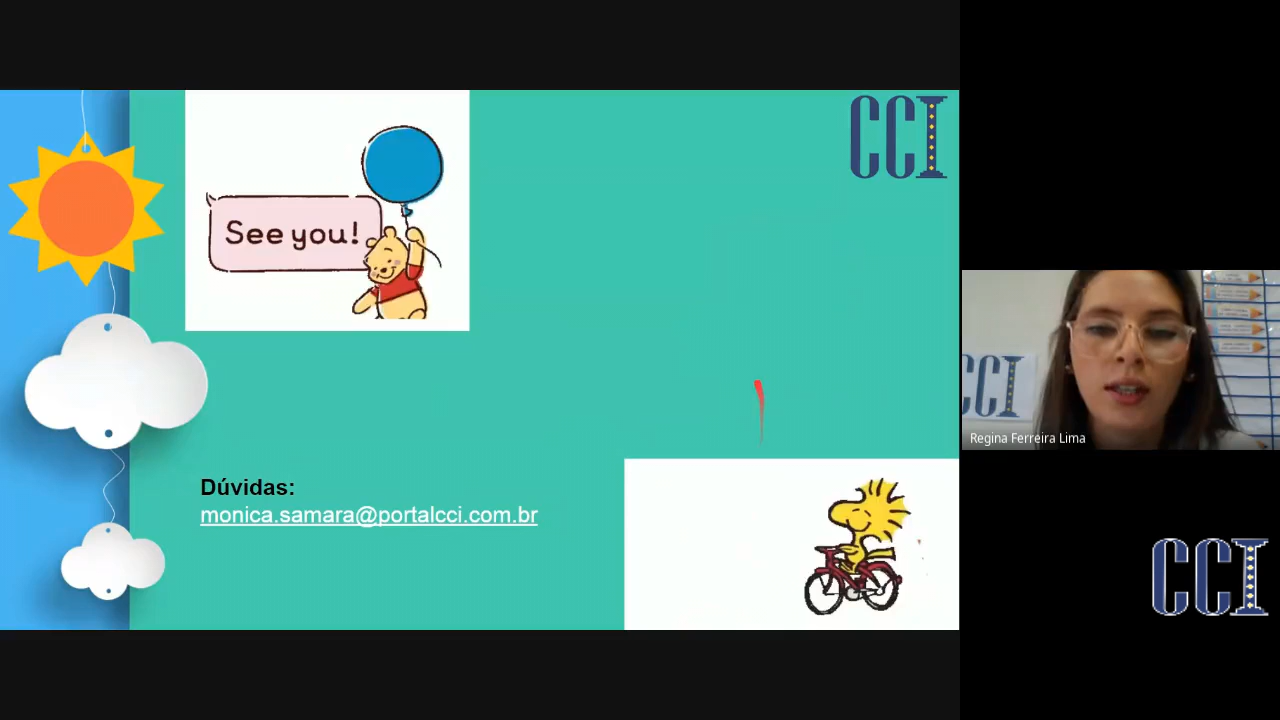 CCI
See you!
Dúvidas:
monica.samara@portalcci.com.br
CCI
Regina Ferreira Lima
CCI